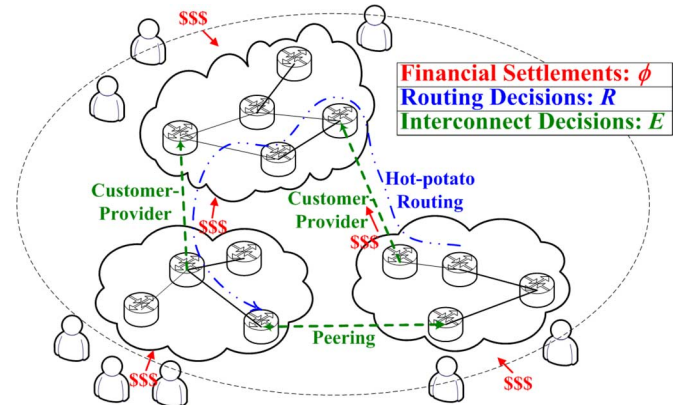 $$$
Financial Settlements: ϕ
Routing Decisions: R
Interconnect Decisions: E
Customer-
Provider
$$$
Customer-
Provider
$$$
Hot-potato
Routing
Peering
$$$
$$$